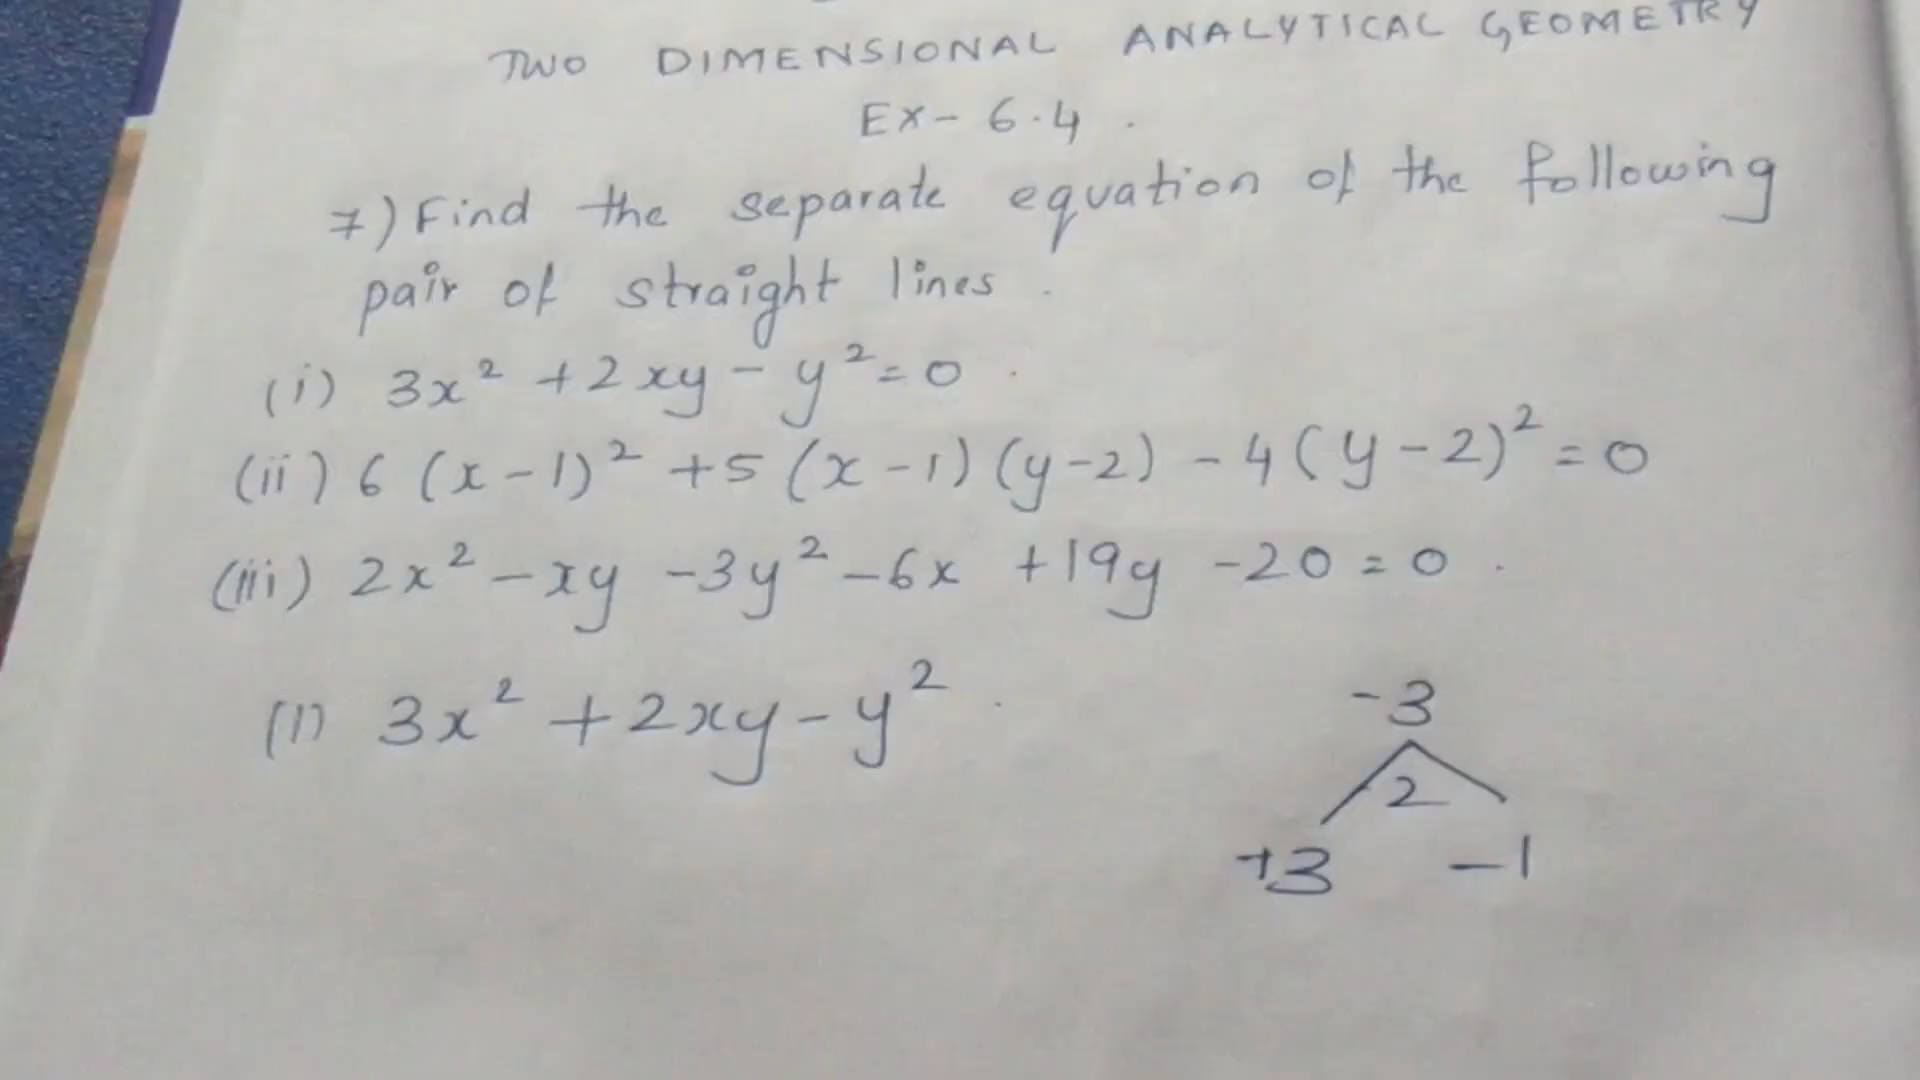 TWO DIMENSIONAL ANALYTICAL GEOMETRY
EX- 6.4.
7) Find the separate equation of the following
pair of straight lines.
(i) 3x² + 2xy - y² = 0.
(ii) 6 (x - 1)² + 5 (x - 1) (y - 2) - 4 (y - 2)² = 0
(iii) 2x² - xy - 3y² - 6x + 19y - 20 = 0.
(1) 3x² + 2xy - y².
-3
2
+3 -1